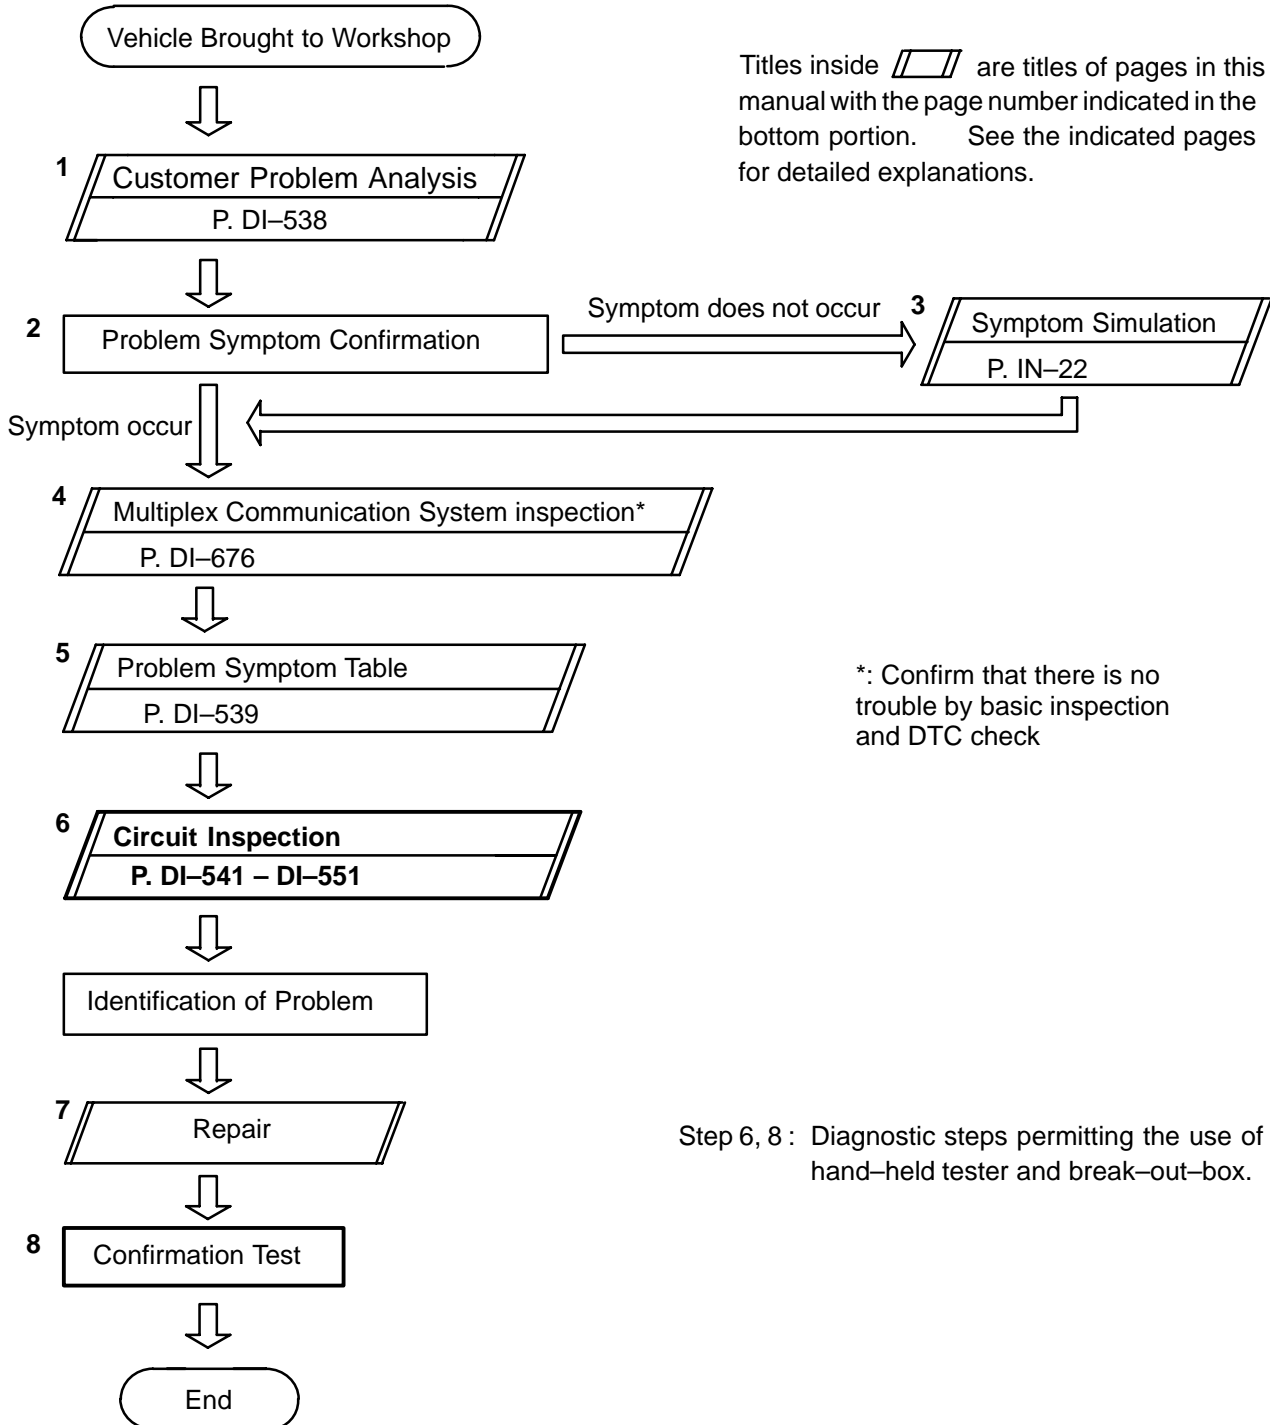 Vehicle Brought to Workshop
Titles inside are titles of pages in this
manual with the page number indicated in the
bottom portion. See the indicated pages
for detailed explanations.
1
Customer Problem Analysis
P. DI–538
2
Problem Symptom Confirmation
Symptom does not occur
3
Symptom Simulation
P. IN–22
Symptom occur
4
Multiplex Communication System inspection*
P. DI–676
5
Problem Symptom Table
P. DI–539
*: Confirm that there is no
trouble by basic inspection
and DTC check
6
Circuit Inspection
P. DI–541 – DI–551
Identification of Problem
7
Repair
Step 6, 8 : Diagnostic steps permitting the use of
hand–held tester and break–out–box.
8
Confirmation Test
End